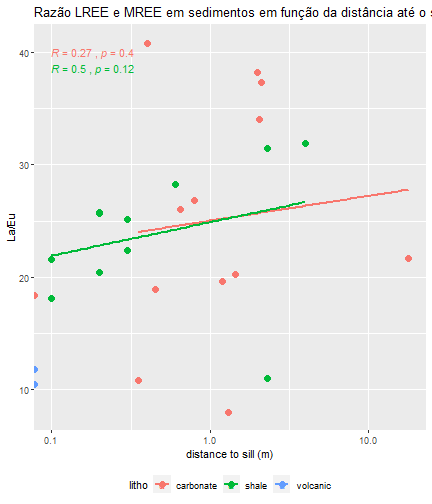 Razão LREE e MREE em sedimentos em função da distância até o s
R = 0.27 , p = 0.4
R = 0.5 , p = 0.12
40
30
20
10
La/Eu
0.1 1.0 10.0
distance to sill (m)
litho carbonate shale volcanic